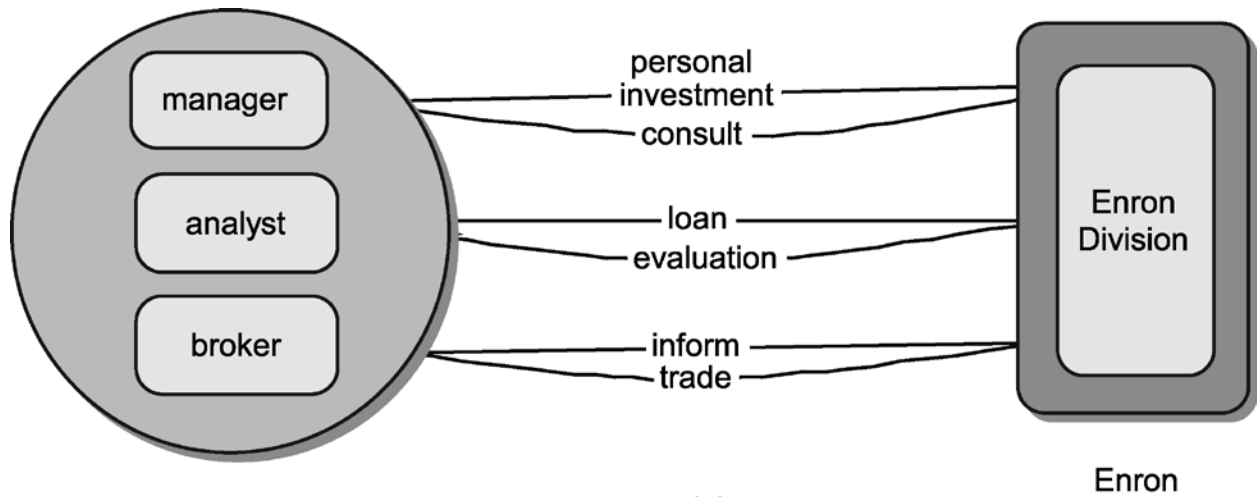 manager
analyst
broker
personal
investment
consult
loan
evaluation
inform
trade
Enron
Division
Enron